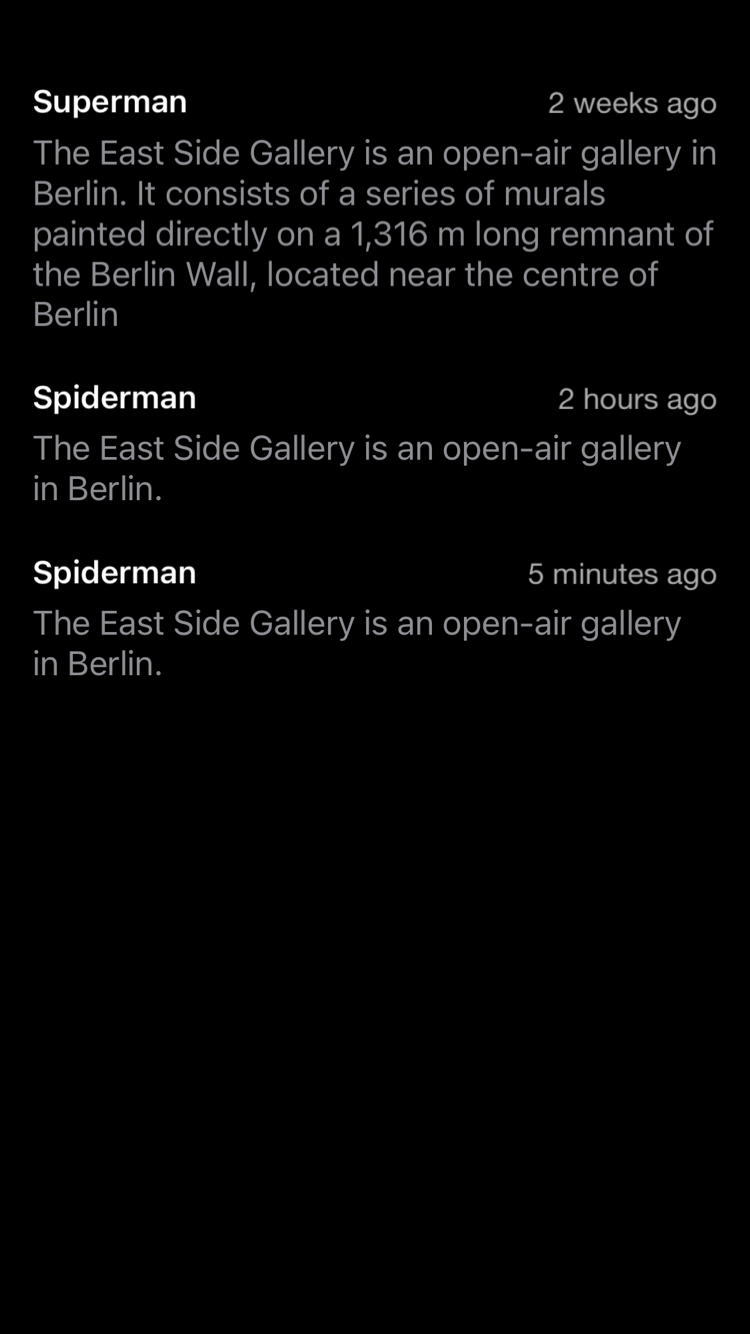 Superman 2 weeks ago
The East Side Gallery is an open-air gallery in
Berlin. It consists of a series of murals
painted directly on a 1,316 m long remnant of
the Berlin Wall, located near the centre of
Berlin
Spiderman 2 hours ago
The East Side Gallery is an open-air gallery
in Berlin.
Spiderman 5 minutes ago
The East Side Gallery is an open-air gallery
in Berlin.